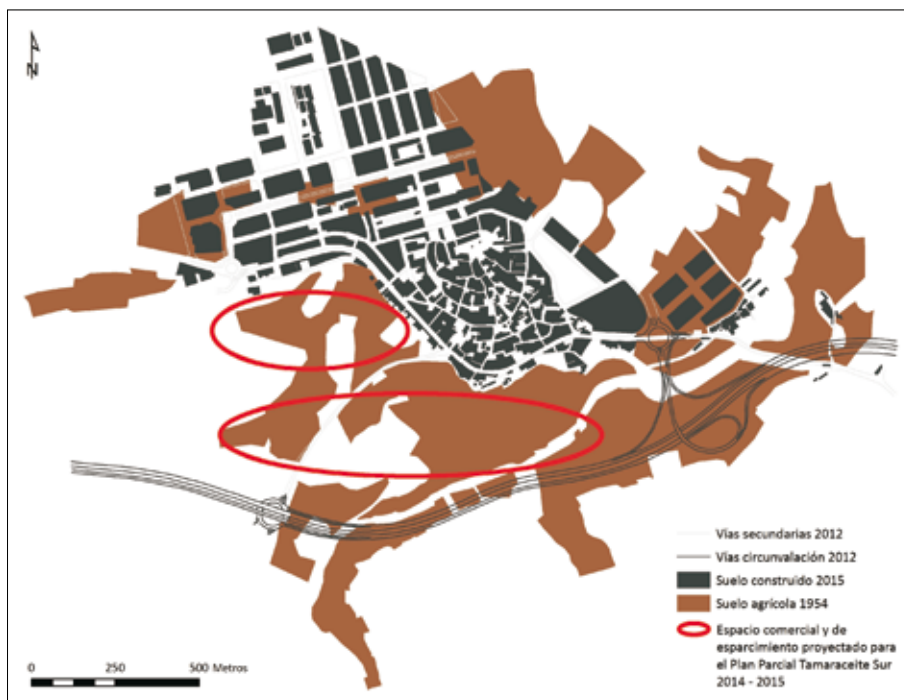 N
Vías secundarias 2012
Vías circunvalación 2012
Suelo construido 2015
Suelo agrícola 1954
Espacio comercial y de
esparcimiento proyectado para
el Plan Parcial Tamaraceite Sur
2014 - 2015
0 250 500 Metros